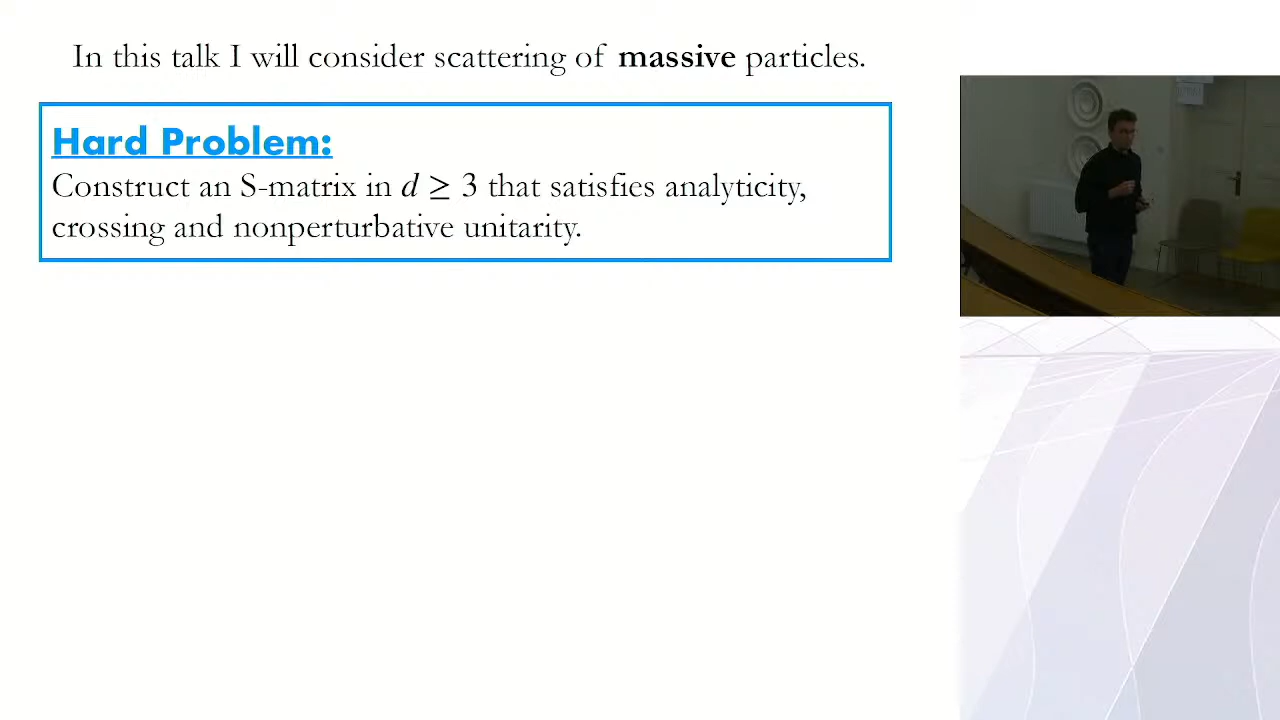 In this talk I will consider scattering of massive particles.
Hard Problem:
Construct an S-matrix in d ≥ 3 that satisfies analyticity,
crossing and nonperturbative unitarity.